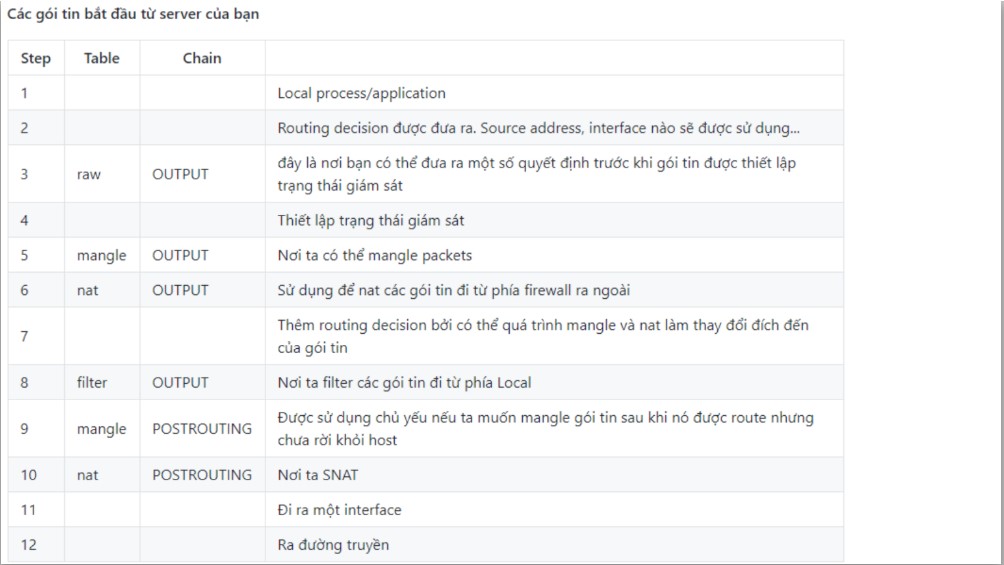 Các gói tin bắt đầu từ server của bạn
Step Table Chain
1 Local process/application
2 Routing decision được đưa ra. Source address, interface nào sẽ được sử dụng...
3 raw OUTPUT đây là nơi bạn có thể đưa ra một số quyết định trước khi gói tin được thiết lập
trạng thái giám sát
4 Thiết lập trạng thái giám sát
5 mangle OUTPUT Nơi ta có thể mangle packets
6 nat OUTPUT Sử dụng để nat các gói tin đi từ phía firewall ra ngoài
7 Thêm routing decision bởi có thể quá trình mangle và nat làm thay đổi đích đến
của gói tin
8 filter OUTPUT Nơi ta filter các gói tin đi từ phía Local
9 mangle POSTROUTING Được sử dụng chủ yếu nếu ta muốn mangle gói tin sau khi nó được route nhưng
chưa rời khỏi host
10 nat POSTROUTING Nơi ta SNAT
11 Đi ra một interface
12 Ra đường truyền